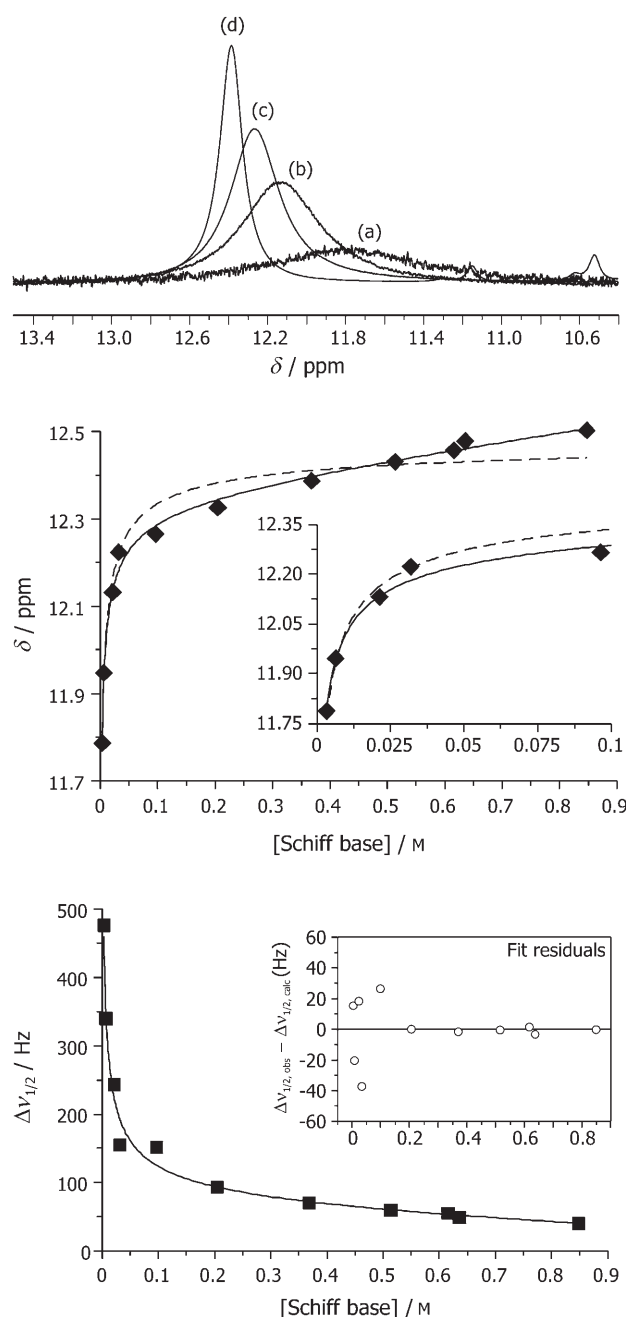 (d)
(c)
(b)
(a)
13.4 13.0 12.6 12.2 11.8 11.4 11.0 10.6
δ / ppm
12.5
12.3
12.1
11.9
11.7
δ / ppm
12.35
12.20
12.05
11.90
11.75
0 0.025 0.05 0.075 0.1
0 0.1 0.2 0.3 0.4 0.5 0.6 0.7 0.8 0.9
[Schiff base] / M
500
400
300
200
100
0
Δν1/2 / Hz
Fit residuals
60
40
20
0
-20
-40
-60
Δν1/2, obs – Δν1/2, calc (Hz)
0 0.2 0.4 0.6 0.8
0 0.1 0.2 0.3 0.4 0.5 0.6 0.7 0.8 0.9
[Schiff base] / M